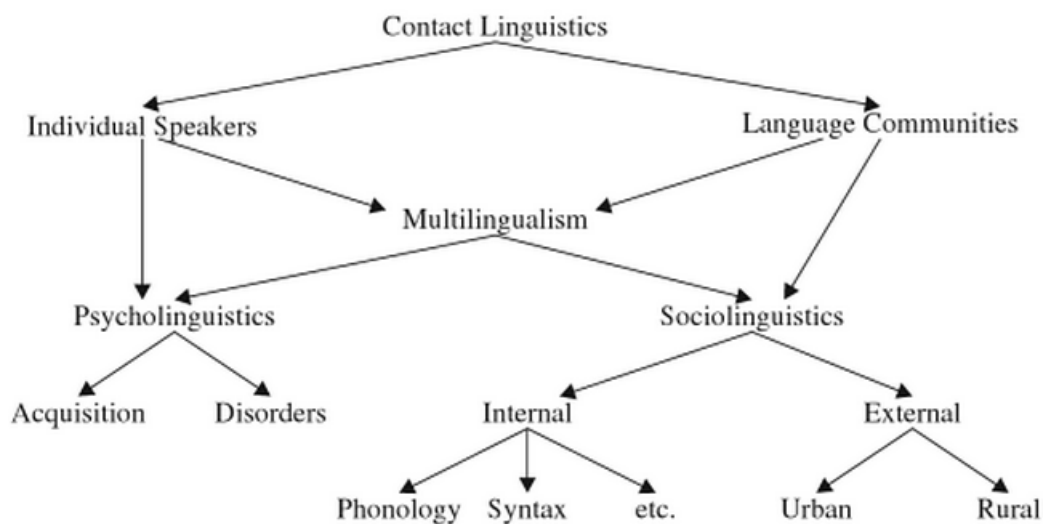 Contact Linguistics
Individual Speakers
Language Communities
Multilingualism
Psycholinguistics
Sociolinguistics
Acquisition
Disorders
Internal
External
Phonology
Syntax
etc.
Urban
Rural